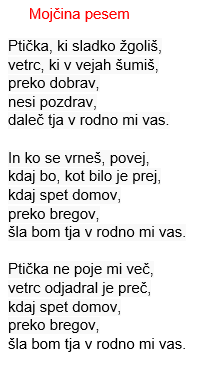 Mojčina pesem
Ptička, ki sladko žgoliš,
vetrc, ki v vejah šumiš,
preko dobrav,
nesi pozdrav,
daleč tja v rodno mi vas.
In ko se vrneš, povej,
kdaj bo, kot bilo je prej,
kdaj spet domov,
preko bregov,
šla bom tja v rodno mi vas.
Ptička ne poje mi več,
vetrc odjadral je preč,
kdaj spet domov,
preko bregov,
šla bom tja v rodno mi vas.